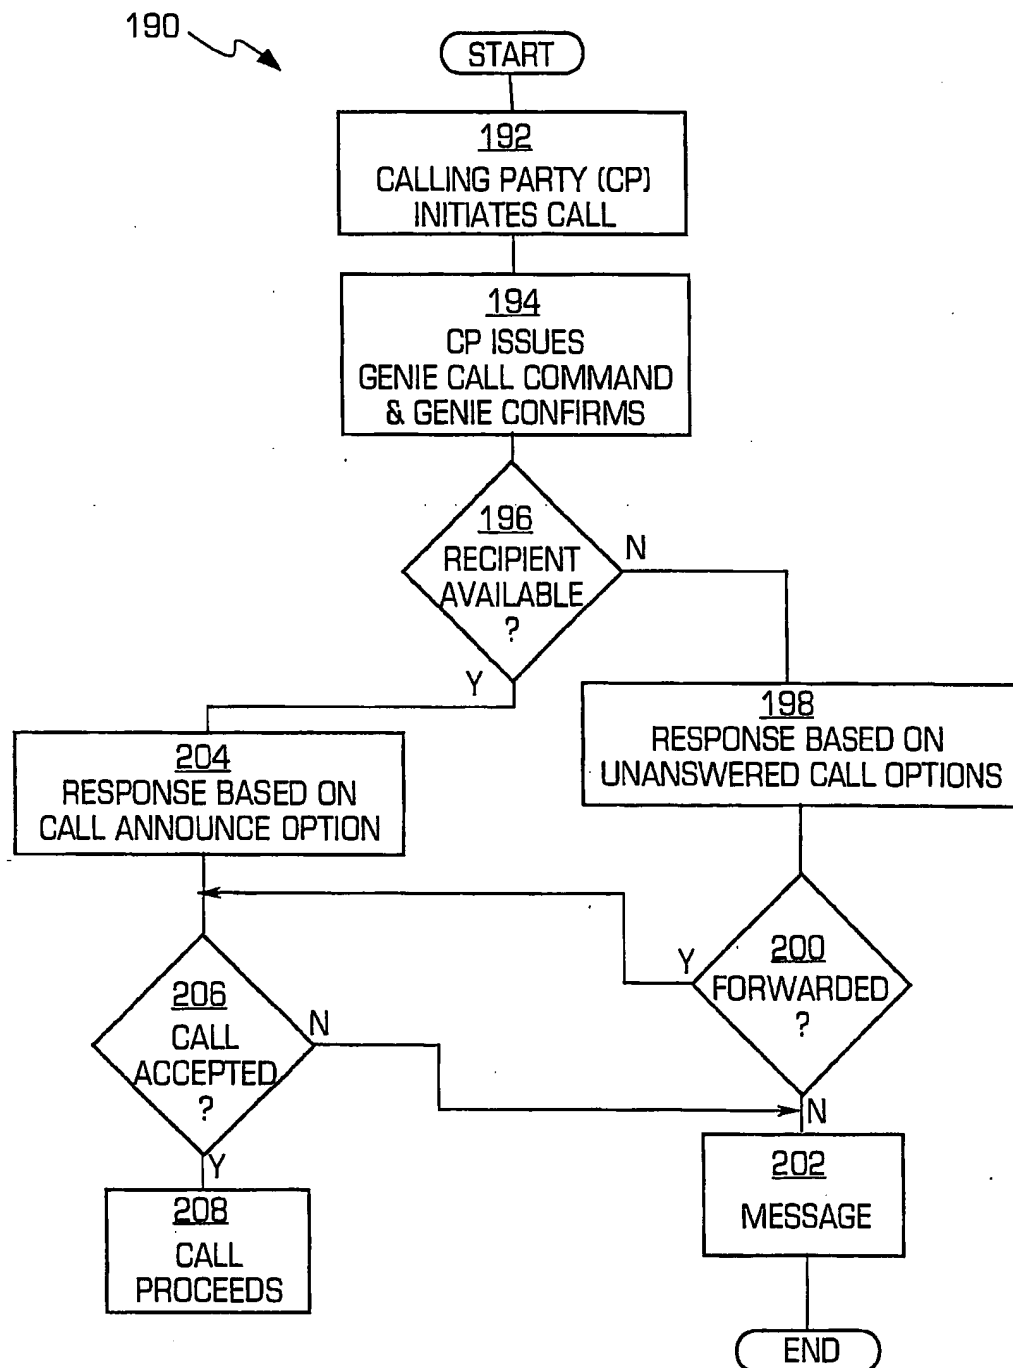 190
START
192
CALLING PARTY (CP)
INITIATES CALL
194
CP ISSUES
GENIE CALL COMMAND
& GENIE CONFIRMS
196
RECIPIENT
AVAILABLE
?
N
Y
198
RESPONSE BASED ON
UNANSWERED CALL OPTIONS
204
RESPONSE BASED ON
CALL ANNOUNCE OPTION
200
FORWARDED
?
Y
N
206
CALL
ACCEPTED
?
N
Y
202
MESSAGE
208
CALL
PROCEEDS
END